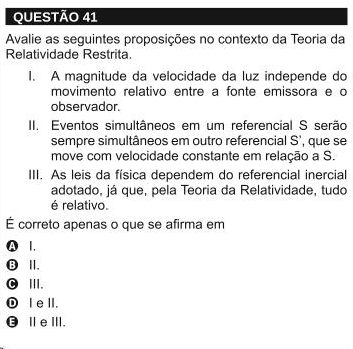 QUESTÃO 41
Avalie as seguintes proposições no contexto da Teoria da
Relatividade Restrita.
I. A magnitude da velocidade da luz independe do
movimento relativo entre a fonte emissora e o
observador.
II. Eventos simultâneos em um referencial S serão
sempre simultâneos em outro referencial S', que se
move com velocidade constante em relação a S.
III. As leis da física dependem do referencial inercial
adotado, já que, pela Teoria da Relatividade, tudo
é relativo.
É correto apenas o que se afirma em
A I.
B II.
C III.
D I e II.
E II e III.